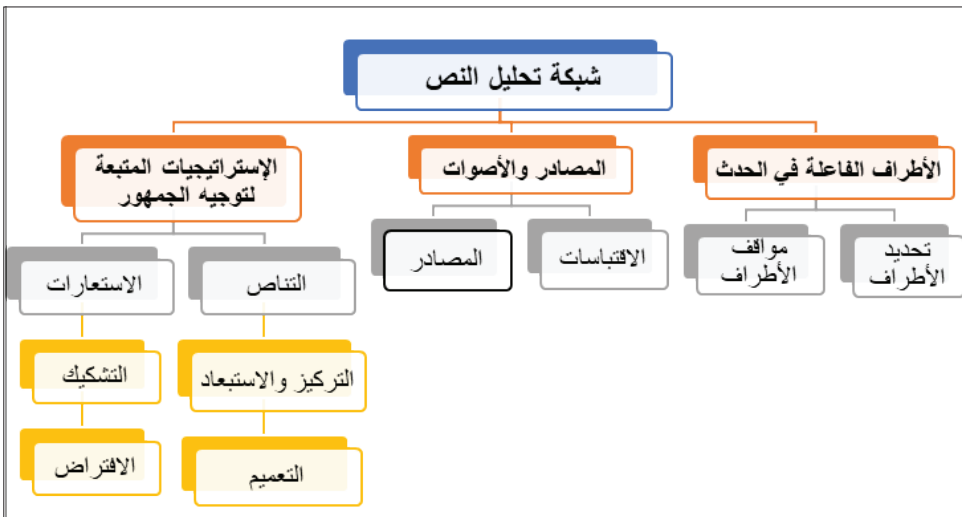 شبكة تحليل النص
الأطراف الفاعلة في الحدث
المصادر والأصوات
الإستراتيجيات المتبعة
لتوجيه الجمهور
تحديد
الأطراف
مواقف
الأطراف
الاقتباسات
المصادر
التناص
الاستعارات
التركيز والاستبعاد
التشكيك
التعميم
الافتراض